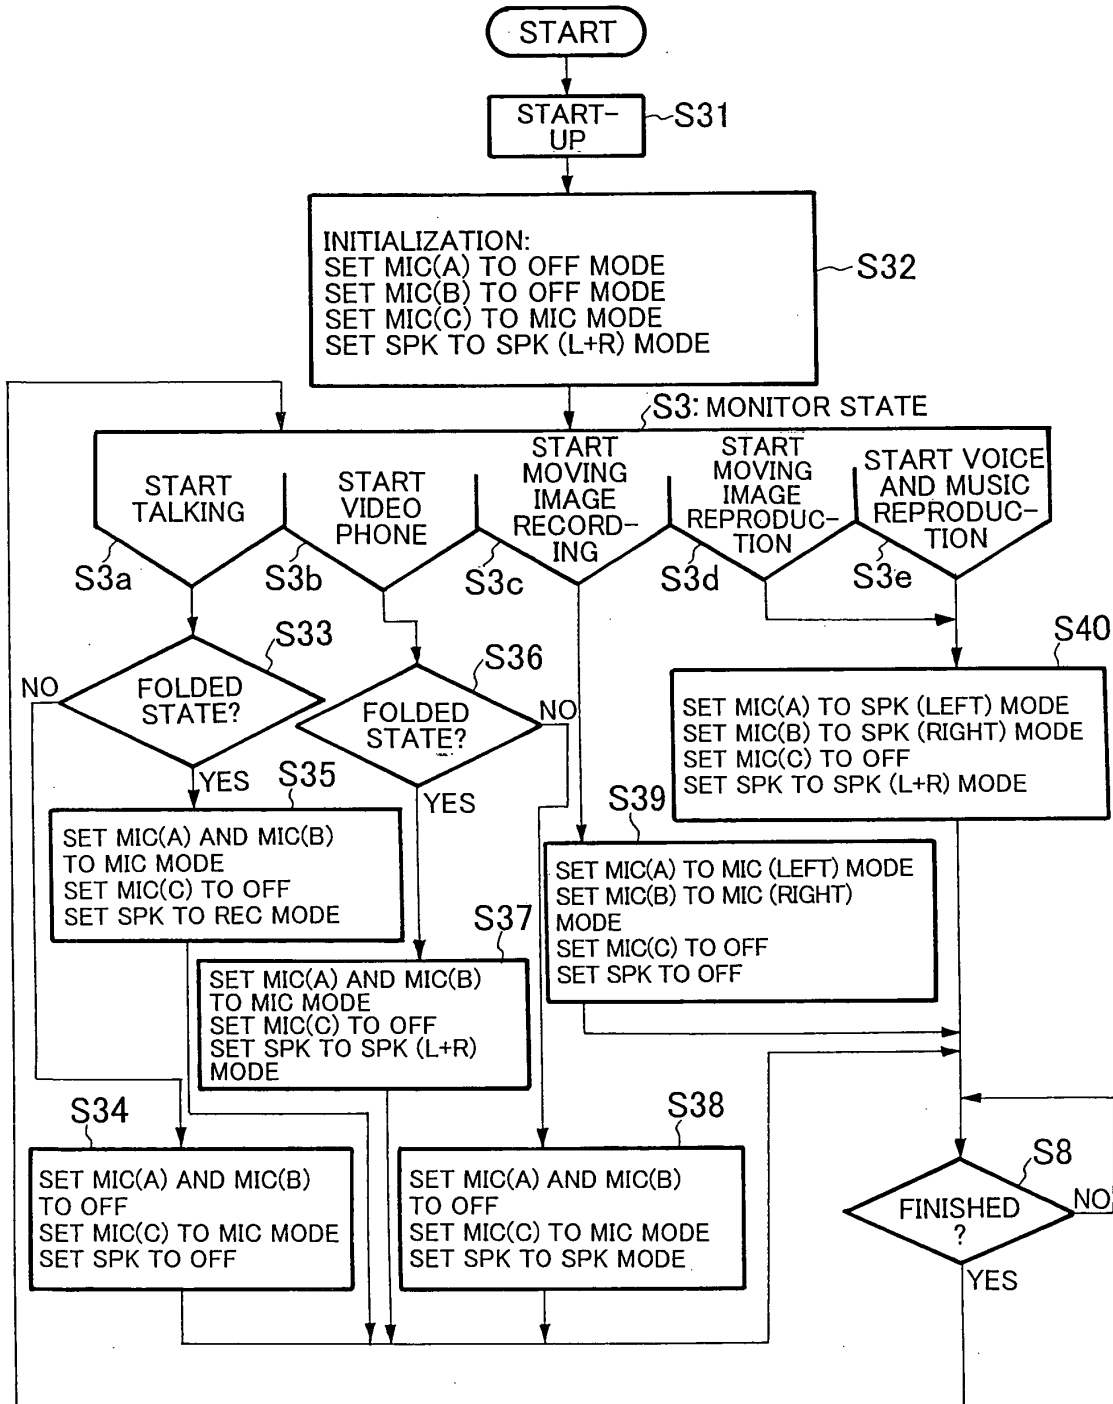 START
START-
UP
S31
INITIALIZATION:
SET MIC(A) TO OFF MODE
SET MIC(B) TO OFF MODE
SET MIC(C) TO MIC MODE
SET SPK TO SPK (L+R) MODE
S32
S3: MONITOR STATE
START
TALKING
START
VIDEO
PHONE
START
MOVING
IMAGE
RECORD-
ING
START
MOVING
IMAGE
REPRODUC-
TION
START VOICE
AND MUSIC
REPRODUC-
TION
S3a
S3b
S3c
S3d
S3e
S33
FOLDED
STATE?
NO
YES
S36
FOLDED
STATE?
NO
YES
S40
SET MIC(A) TO SPK (LEFT) MODE
SET MIC(B) TO SPK (RIGHT) MODE
SET MIC(C) TO OFF
SET SPK TO SPK (L+R) MODE
S35
SET MIC(A) AND MIC(B)
TO MIC MODE
SET MIC(C) TO OFF
SET SPK TO REC MODE
S39
SET MIC(A) TO MIC (LEFT) MODE
SET MIC(B) TO MIC (RIGHT)
MODE
SET MIC(C) TO OFF
SET SPK TO OFF
S37
SET MIC(A) AND MIC(B)
TO MIC MODE
SET MIC(C) TO OFF
SET SPK TO SPK (L+R)
MODE
S34
SET MIC(A) AND MIC(B)
TO OFF
SET MIC(C) TO MIC MODE
SET SPK TO OFF
S38
SET MIC(A) AND MIC(B)
TO OFF
SET MIC(C) TO MIC MODE
SET SPK TO SPK MODE
S8
FINISHED
?
NO
YES